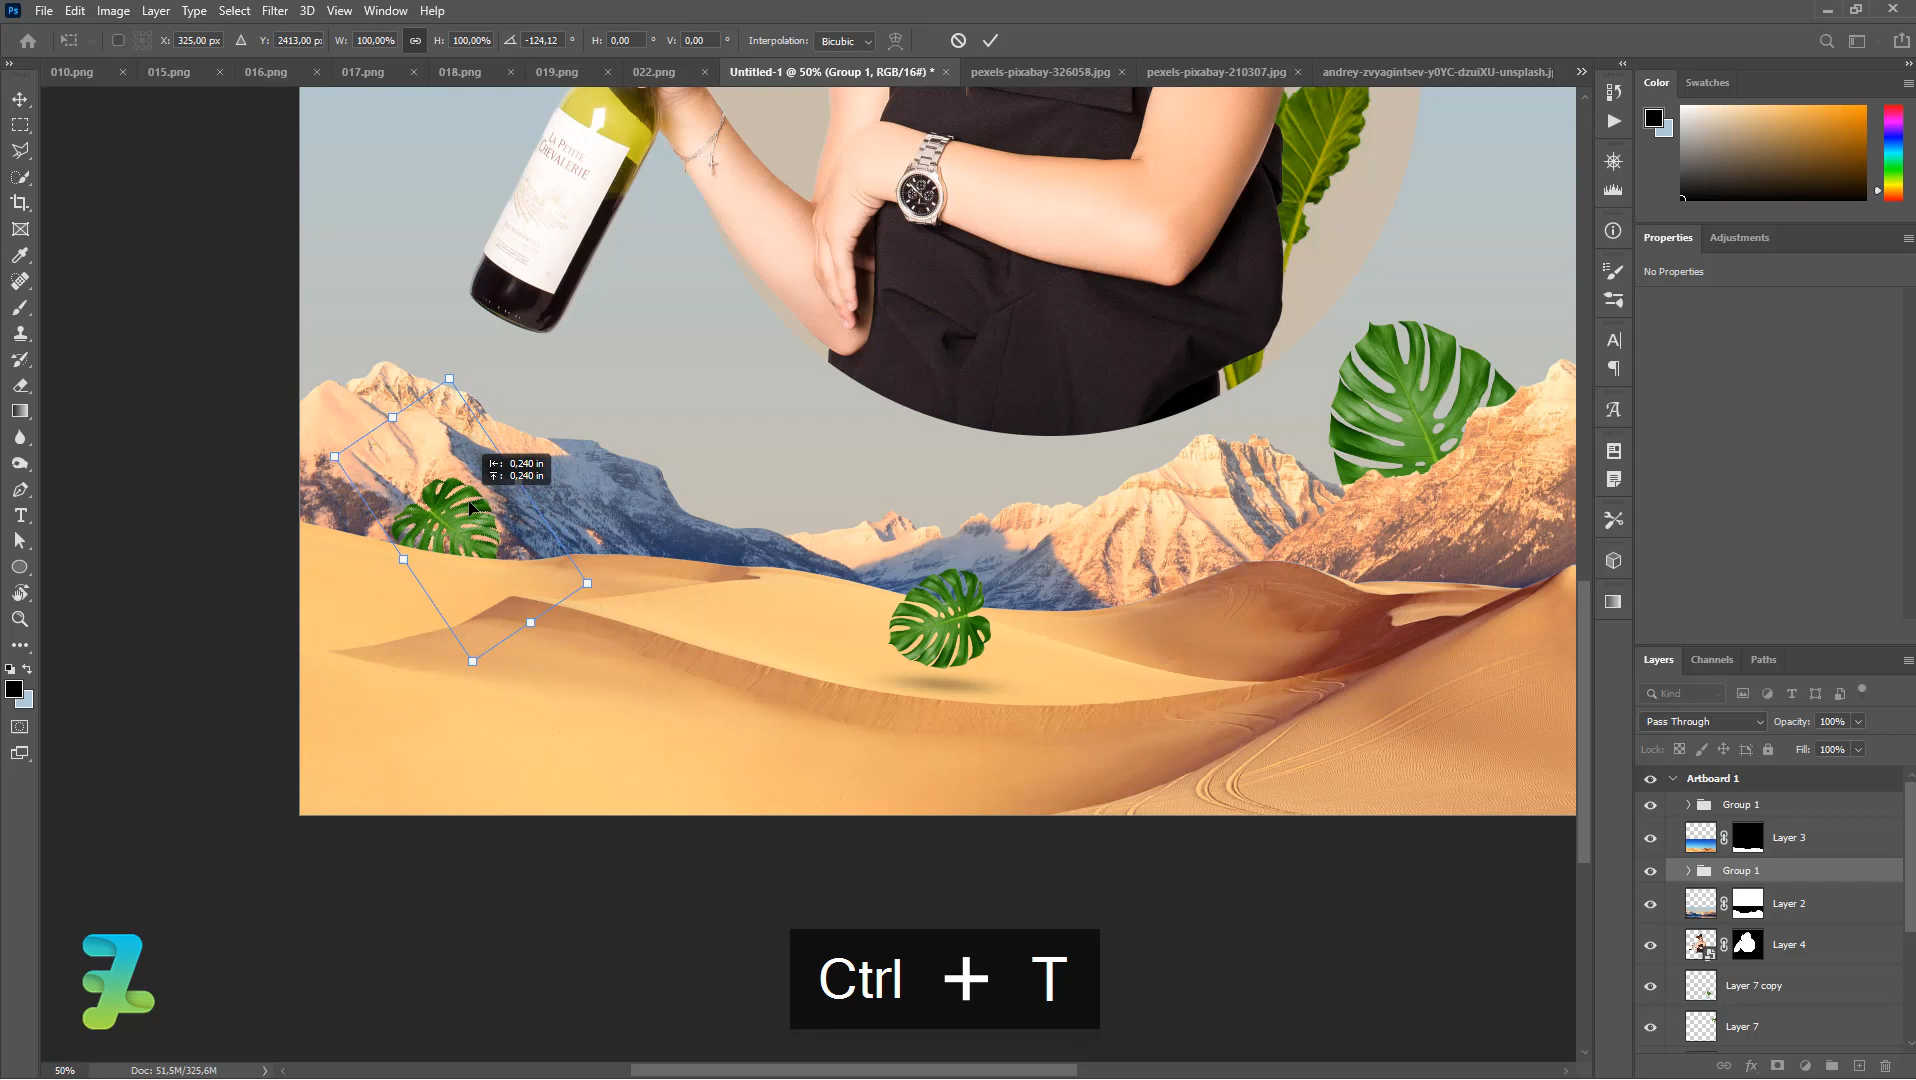 Ps File Edit Image Layer Type Select Filter 3D View Window Help
X: 325,00 px Y: 2413,00 px W: 100,00% H: 100,00% -124,12 ° H: 0,00 ° V: 0,00 ° Interpolation: Bicubic
010.png × 015.png × 016.png × 017.png × 018.png × 019.png × 022.png × Untitled-1 @ 50% (Group 1, RGB/16#) * × pexels-pixabay-326058.jpg × pexels-pixabay-210307.jpg × andrey-zvyagintsev-y0YC-dzuiXU-unsplash.j
Color Swatches
LA PETITE
CHEVALERIE
Properties Adjustments
No Properties
0,240 in
0,240 in
Layers Channels Paths
Kind
Pass Through Opacity: 100%
Lock: Fill: 100%
Artboard 1
Group 1
Layer 3
Group 1
Layer 2
Layer 4
Layer 7 copy
Layer 7
Ctrl + T
50% Doc: 51,5M/325,6M